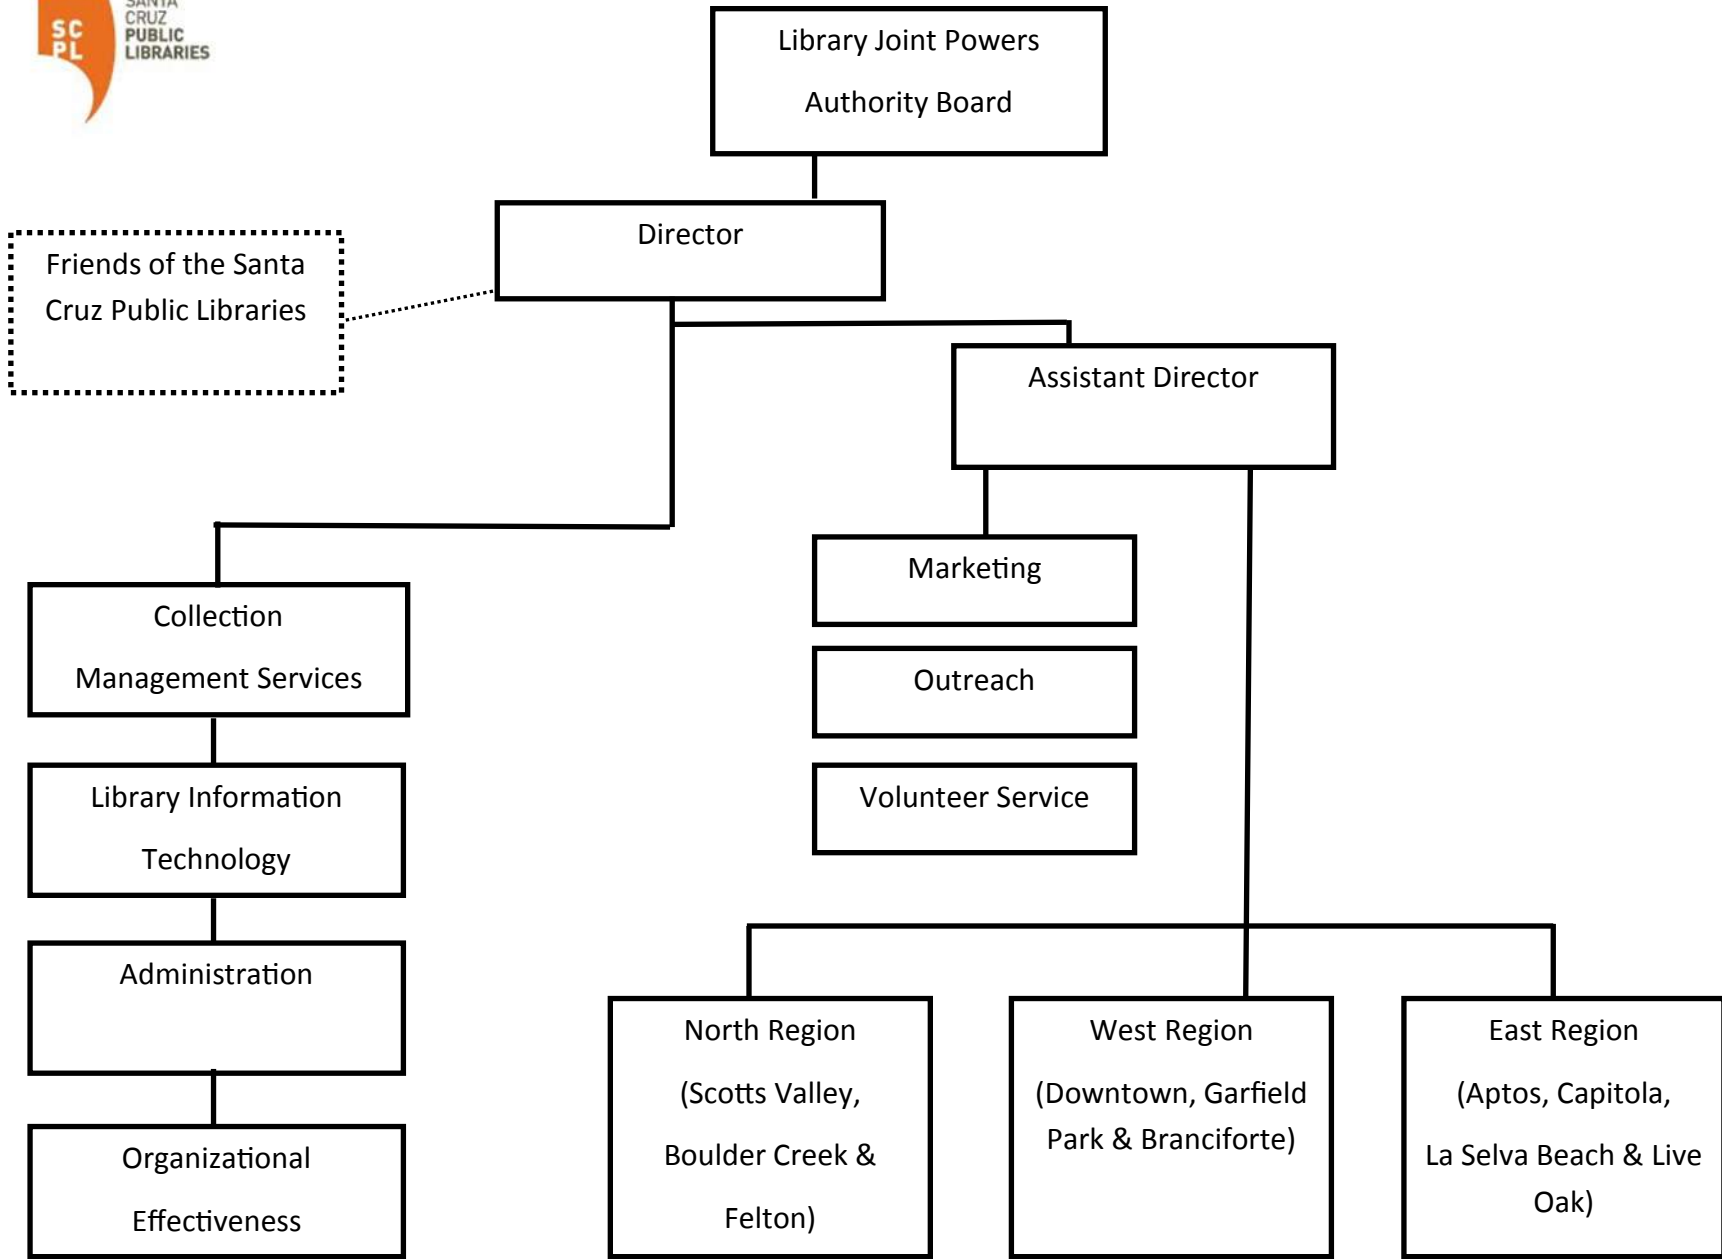 SANTA
CRUZ
PUBLIC
LIBRARIES
SC
PL
Library Joint Powers
Authority Board
Director
Friends of the Santa
Cruz Public Libraries
Assistant Director
Marketing
Outreach
Volunteer Service
Collection
Management Services
Library Information
Technology
Administration
Organizational
Effectiveness
North Region
(Scotts Valley,
Boulder Creek &
Felton)
West Region
(Downtown, Garfield
Park & Branciforte)
East Region
(Aptos, Capitola,
La Selva Beach & Live
Oak)